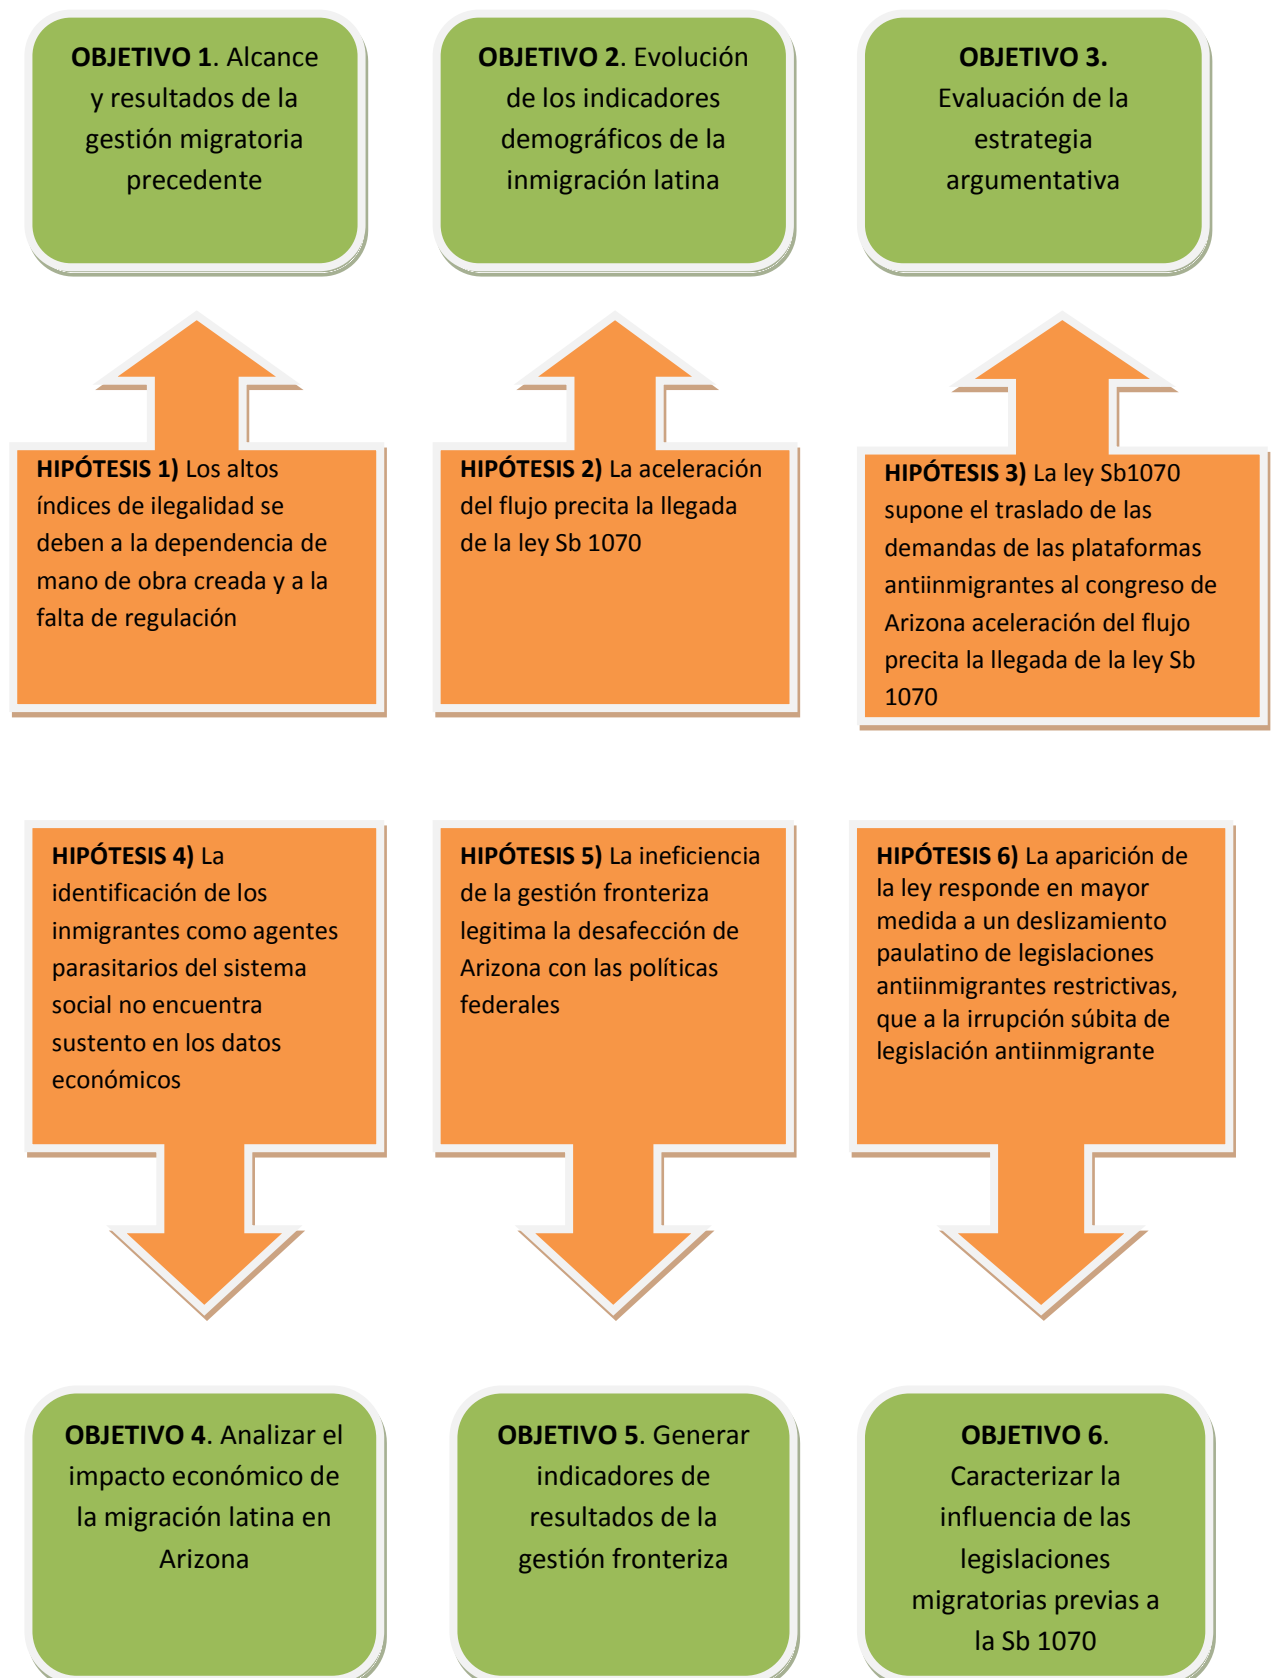 OBJETIVO 1. Alcance
y resultados de la
gestión migratoria
precedente
OBJETIVO 2. Evolución
de los indicadores
demográficos de la
inmigración latina
OBJETIVO 3.
Evaluación de la
estrategia
argumentativa
HIPÓTESIS 1) Los altos
índices de ilegalidad se
deben a la dependencia de
mano de obra creada y a la
falta de regulación
HIPÓTESIS 2) La aceleración
del flujo precita la llegada
de la ley Sb 1070
HIPÓTESIS 3) La ley Sb1070
supone el traslado de las
demandas de las plataformas
antiinmigrantes al congreso de
Arizona aceleración del flujo
precita la llegada de la ley Sb
1070
HIPÓTESIS 4) La
identificación de los
inmigrantes como agentes
parasitarios del sistema
social no encuentra
sustento en los datos
económicos
HIPÓTESIS 5) La ineficiencia
de la gestión fronteriza
legitima la desafección de
Arizona con las políticas
federales
HIPÓTESIS 6) La aparición de
la ley responde en mayor
medida a un deslizamiento
paulatino de legislaciones
antiinmigrantes restrictivas,
que a la irrupción súbita de
legislación antiinmigrante
OBJETIVO 4. Analizar el
impacto económico de
la migración latina en
Arizona
OBJETIVO 5. Generar
indicadores de
resultados de la
gestión fronteriza
OBJETIVO 6.
Caracterizar la
influencia de las
legislaciones
migratorias previas a
la Sb 1070